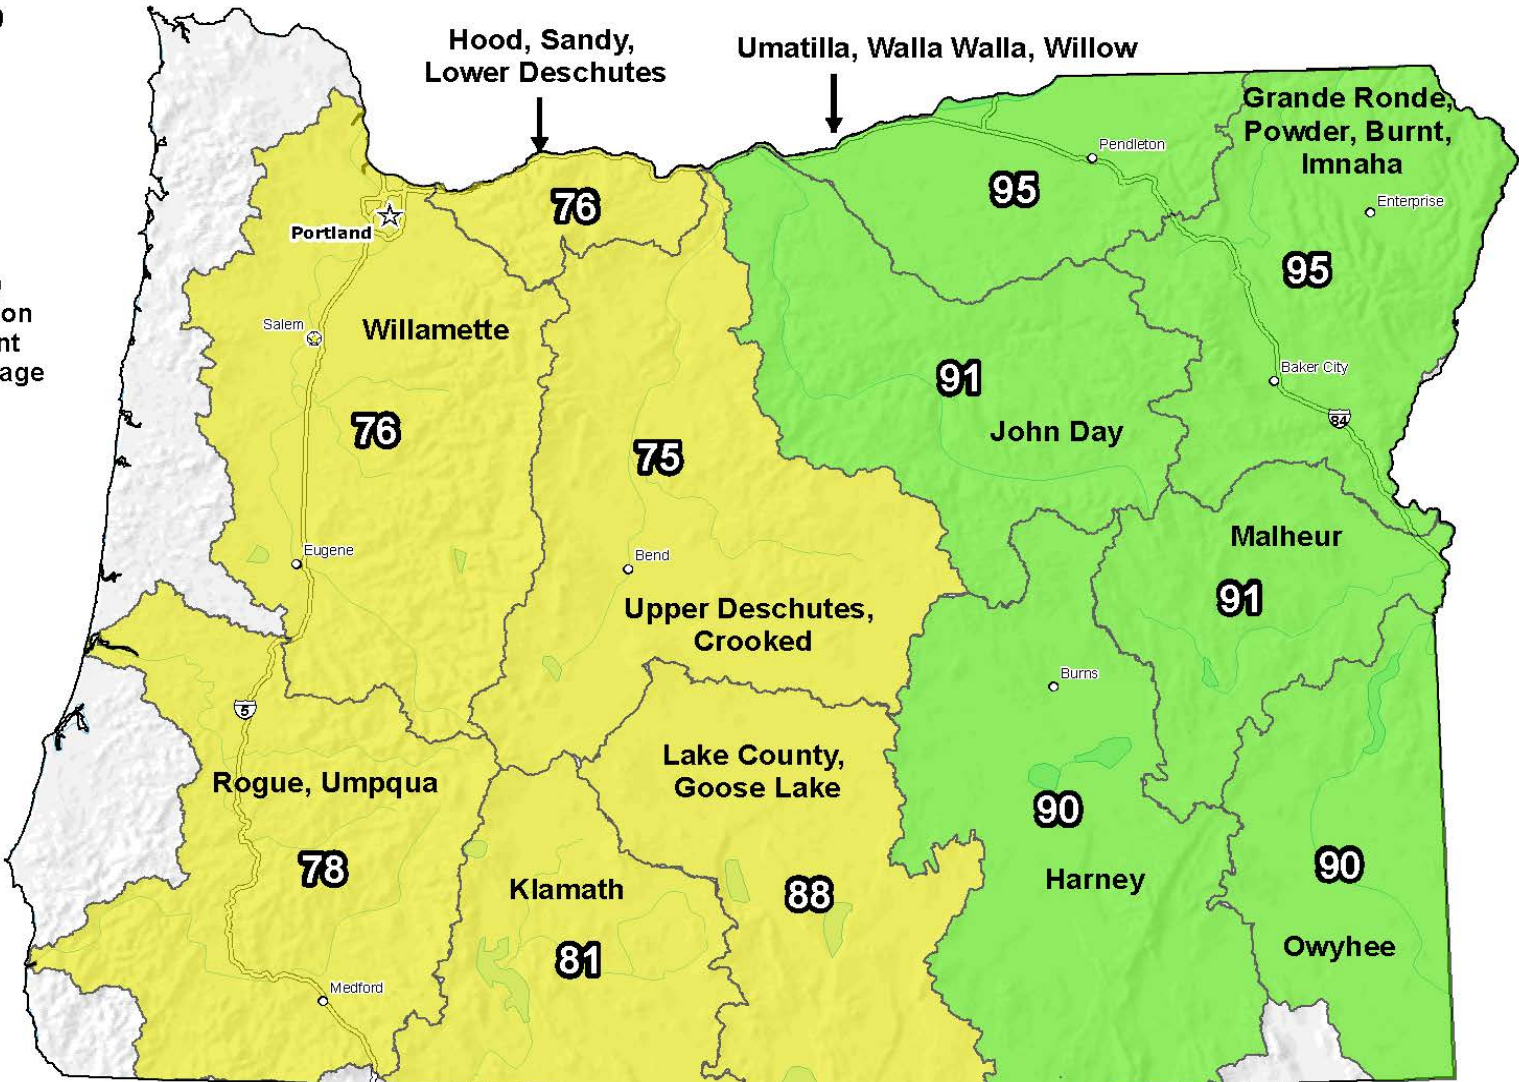 Hood, Sandy,
Lower Deschutes
Umatilla, Walla Walla, Willow
Grande Ronde,
Powder, Burnt,
Imnaha
Pendleton
95
Enterprise
76
Portland
95
on
nt
age
Salem
Willamette
Baker City
91
84
76
John Day
75
Malheur
Eugene
Bend
91
Upper Deschutes,
Crooked
Burns
5
Lake County,
Goose Lake
Rogue, Umpqua
90
78
Klamath
88
Harney
90
81
Owyhee
Medford